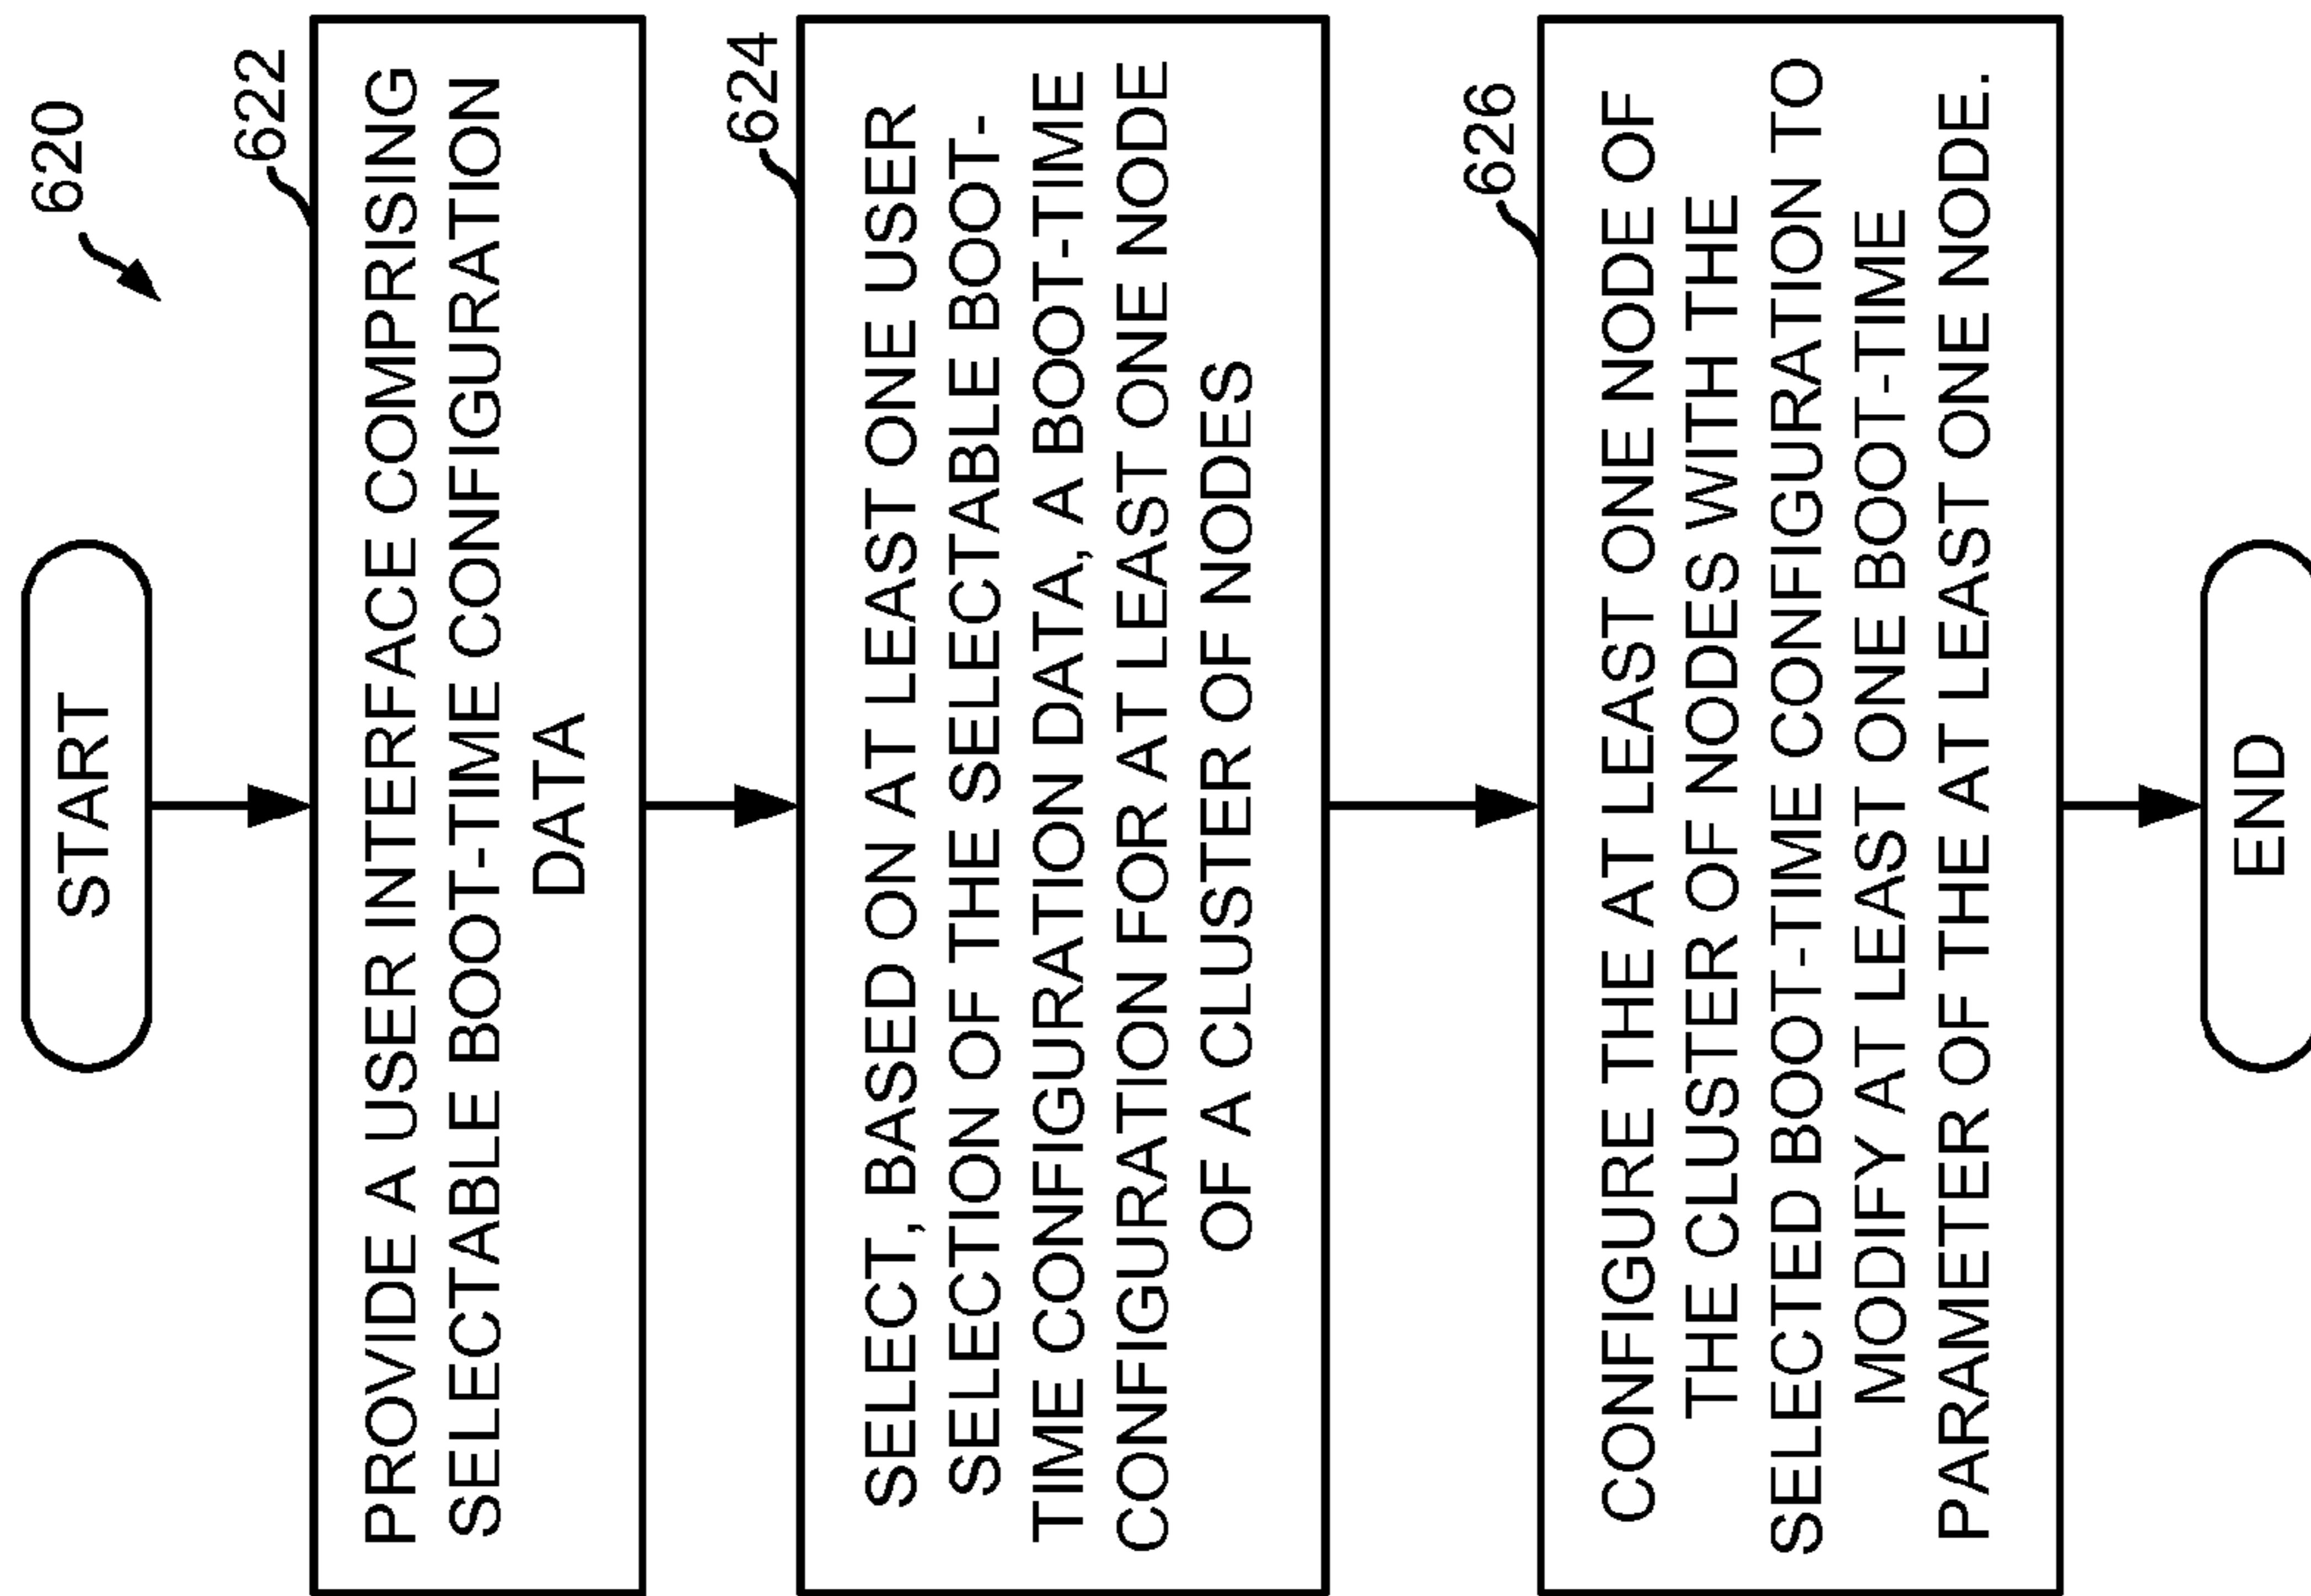 620
START
622
PROVIDE A USER INTERFACE COMPRISING
SELECTABLE BOOT-TIME CONFIGURATION
DATA
624
SELECT, BASED ON AT LEAST ONE USER
SELECTION OF THE SELECTABLE BOOT-
TIME CONFIGURATION DATA, A BOOT-TIME
CONFIGURATION FOR AT LEAST ONE NODE
OF A CLUSTER OF NODES
626
CONFIGURE THE AT LEAST ONE NODE OF
THE CLUSTER OF NODES WITH THE
SELECTED BOOT-TIME CONFIGURATION TO
MODIFY AT LEAST ONE BOOT-TIME
PARAMETER OF THE AT LEAST ONE NODE.
END